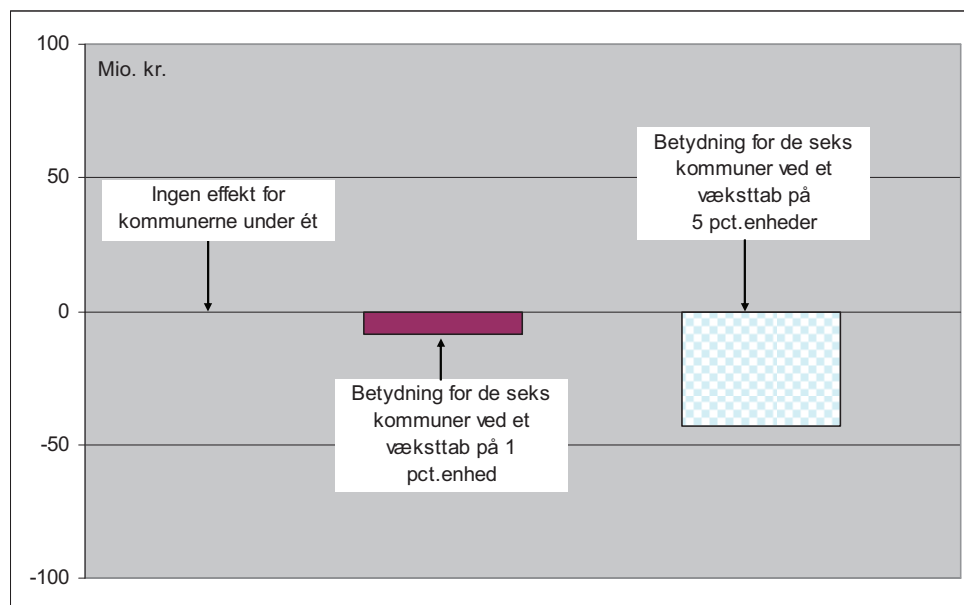 100
Mio. kr.
50
0
-50
-100
Ingen effekt for
kommunerne under ét
Betydning for de seks
kommuner ved et
væksttab på 1
pct.enhed
Betydning for de seks
kommuner ved et
væksttab på
5 pct.enheder